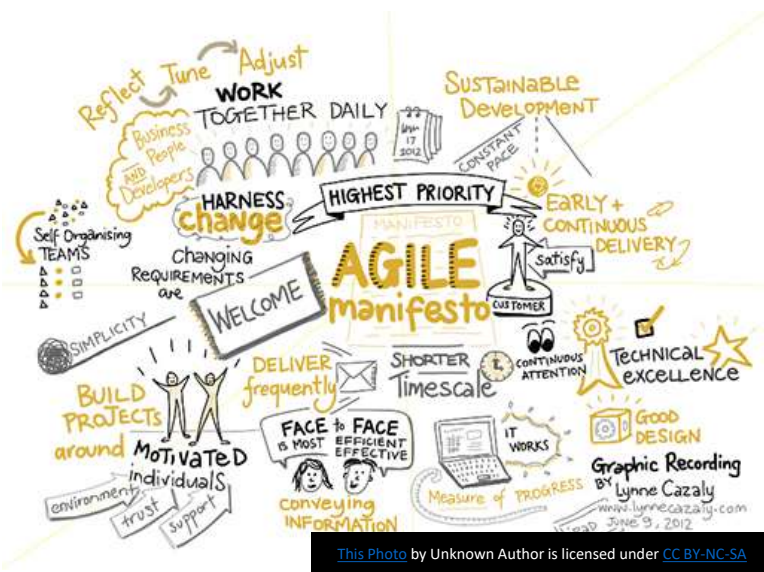 Reflect
Tune
Adjust
WORK
TOGETHER DAILY
Business
People
AND
Developers
17
2012
SUSTAINABLE
DEVELOPMENT
CONSTANT
PACE
HARNESS
change
HIGHEST PRIORITY
EARLY +
CONTINUOUS
DELIVERY
Satisfy
CUSTOMER
Self Organising
TEAMS
CHANGING
REQUIREMENTS
are
WELCOME
MANIFESTO
AGILE
manifesto
SIMPLICITY
DELIVER
frequently
SHORTER
Timescale
CONTINUOUS
ATTENTION
TECHNICAL
EXCELLENCE
BUILD
PROJECTS
around
MOTIVATED
individuals
environment
trust
support
FACE to FACE
IS MOST EFFICIENT
EFFECTIVE
conveying
INFORMATION
IT
WORKS
Measure of PROGRESS
GOOD
DESIGN
Graphic Recording
BY Lynne Cazaly
www.lynnecazaly.com
JUNE 9, 2012
This Photo by Unknown Author is licensed under CC BY-NC-SA